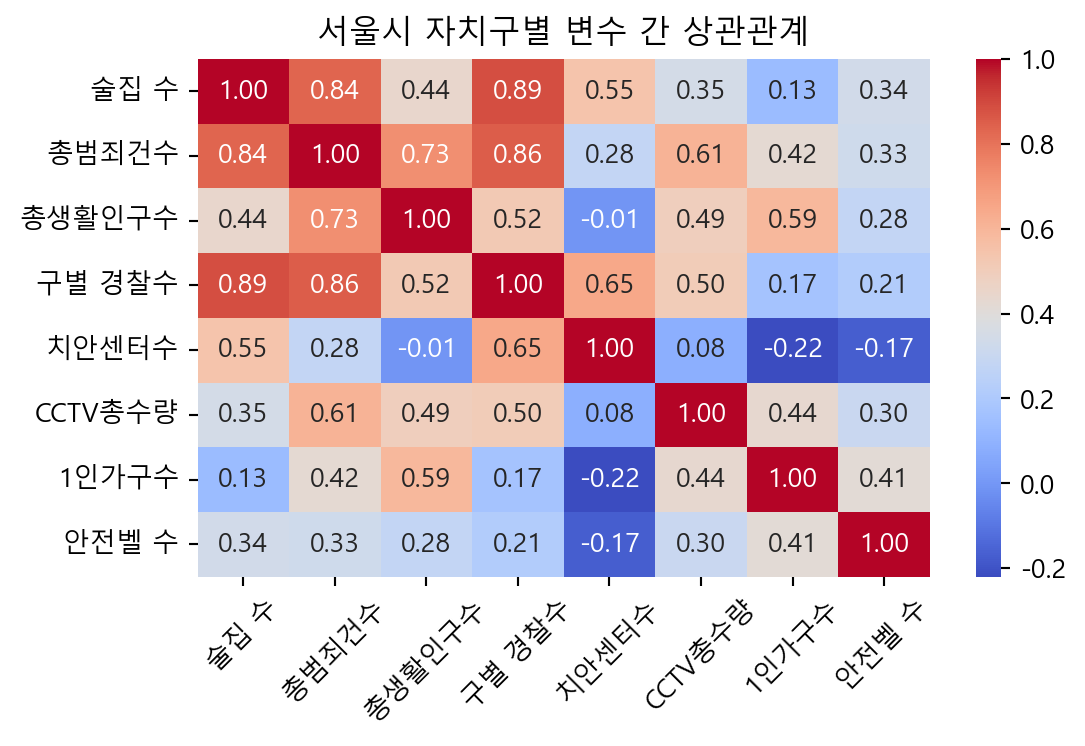 서울시 자치구별 변수 간 상관관계
술집 수 1.00 0.84 0.44 0.89 0.55 0.35 0.13 0.34
총범죄건수 0.84 1.00 0.73 0.86 0.28 0.61 0.42 0.33
총생활인구수 0.44 0.73 1.00 0.52 -0.01 0.49 0.59 0.28
구별 경찰수 0.89 0.86 0.52 1.00 0.65 0.50 0.17 0.21
치안센터수 0.55 0.28 -0.01 0.65 1.00 0.08 -0.22 -0.17
CCTV총수량 0.35 0.61 0.49 0.50 0.08 1.00 0.44 0.30
1인가구수 0.13 0.42 0.59 0.17 -0.22 0.44 1.00 0.41
안전벨 수 0.34 0.33 0.28 0.21 -0.17 0.30 0.41 1.00
술집 수 총범죄건수 총생활인구수 구별 경찰수 치안센터수 CCTV총수량 1인가구수 안전벨 수
1.0
0.8
0.6
0.4
0.2
0.0
-0.2